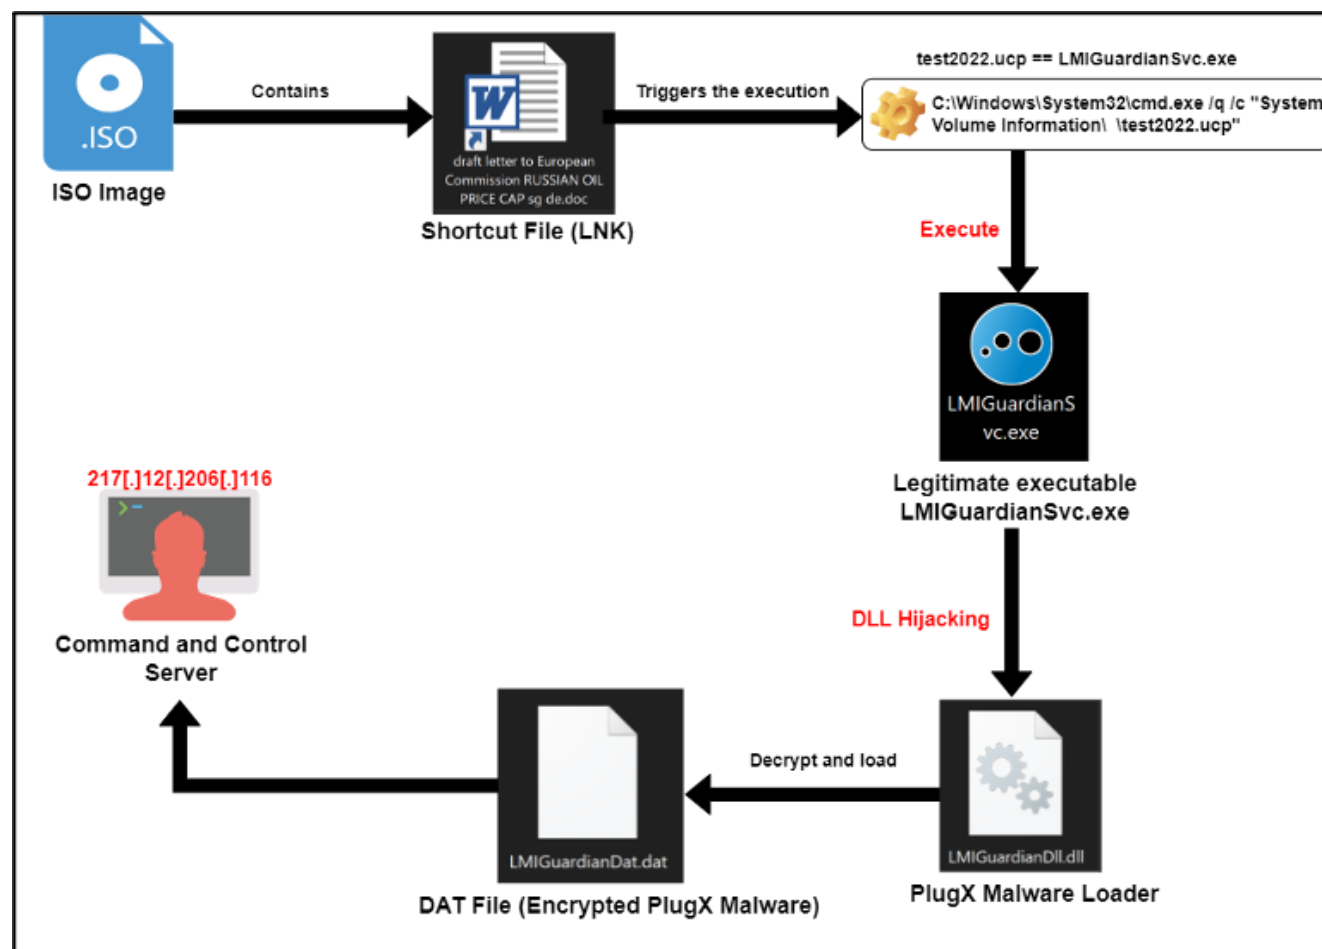 .ISO
ISO Image
Contains
W
draft letter to European
Commission RUSSIAN OIL
PRICE CAP sg de.doc
Shortcut File (LNK)
Triggers the execution
test2022.ucp == LMIGuardianSvc.exe
C:\Windows\System32\cmd.exe /q /c "System
Volume Information\  \test2022.ucp"
Execute
LMIGuardianS
vc.exe
Legitimate executable
LMIGuardianSvc.exe
DLL Hijacking
LMIGuardianDll.dll
PlugX Malware Loader
Decrypt and load
LMIGuardianDat.dat
DAT File (Encrypted PlugX Malware)
217[.]12[.]206[.]116
Command and Control
Server